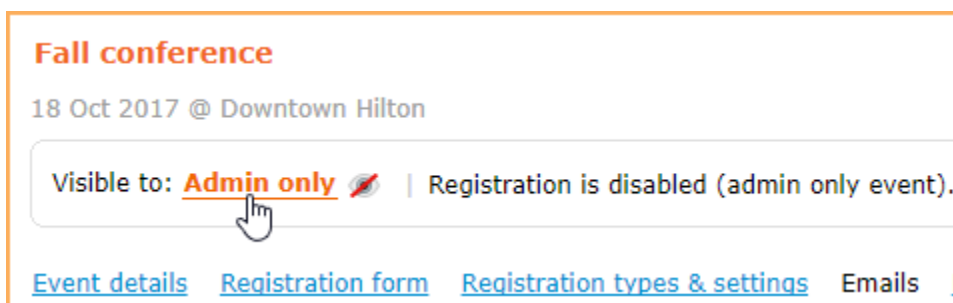 Fall conference
18 Oct 2017 @ Downtown Hilton
Visible to: Admin only | Registration is disabled (admin only event).
Event details Registration form Registration types & settings Emails